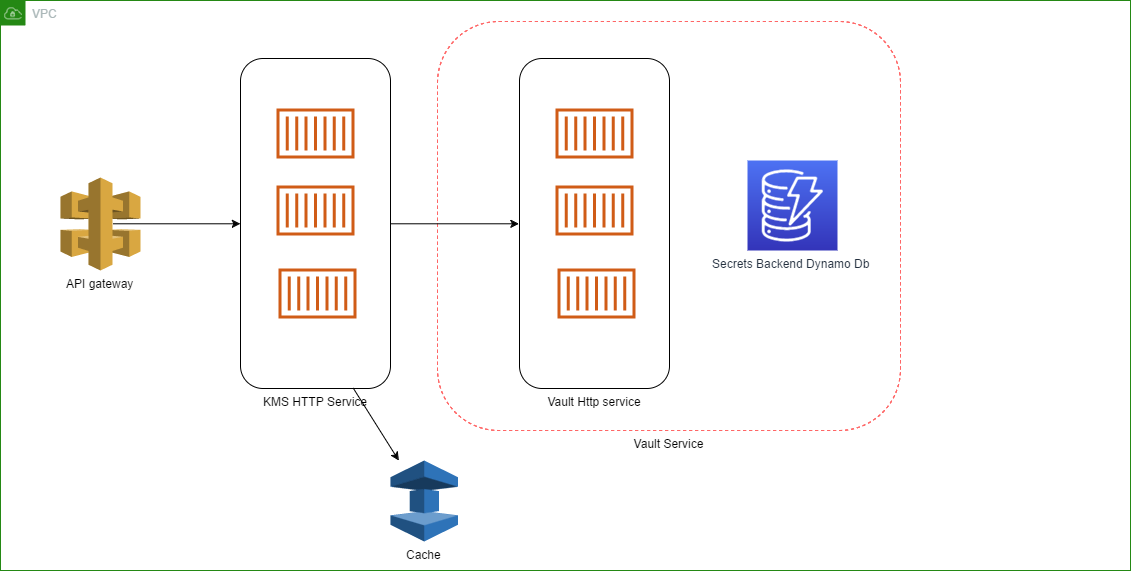 VPC
API gateway
KMS HTTP Service
Vault Http service
Secrets Backend Dynamo Db
Vault Service
Cache